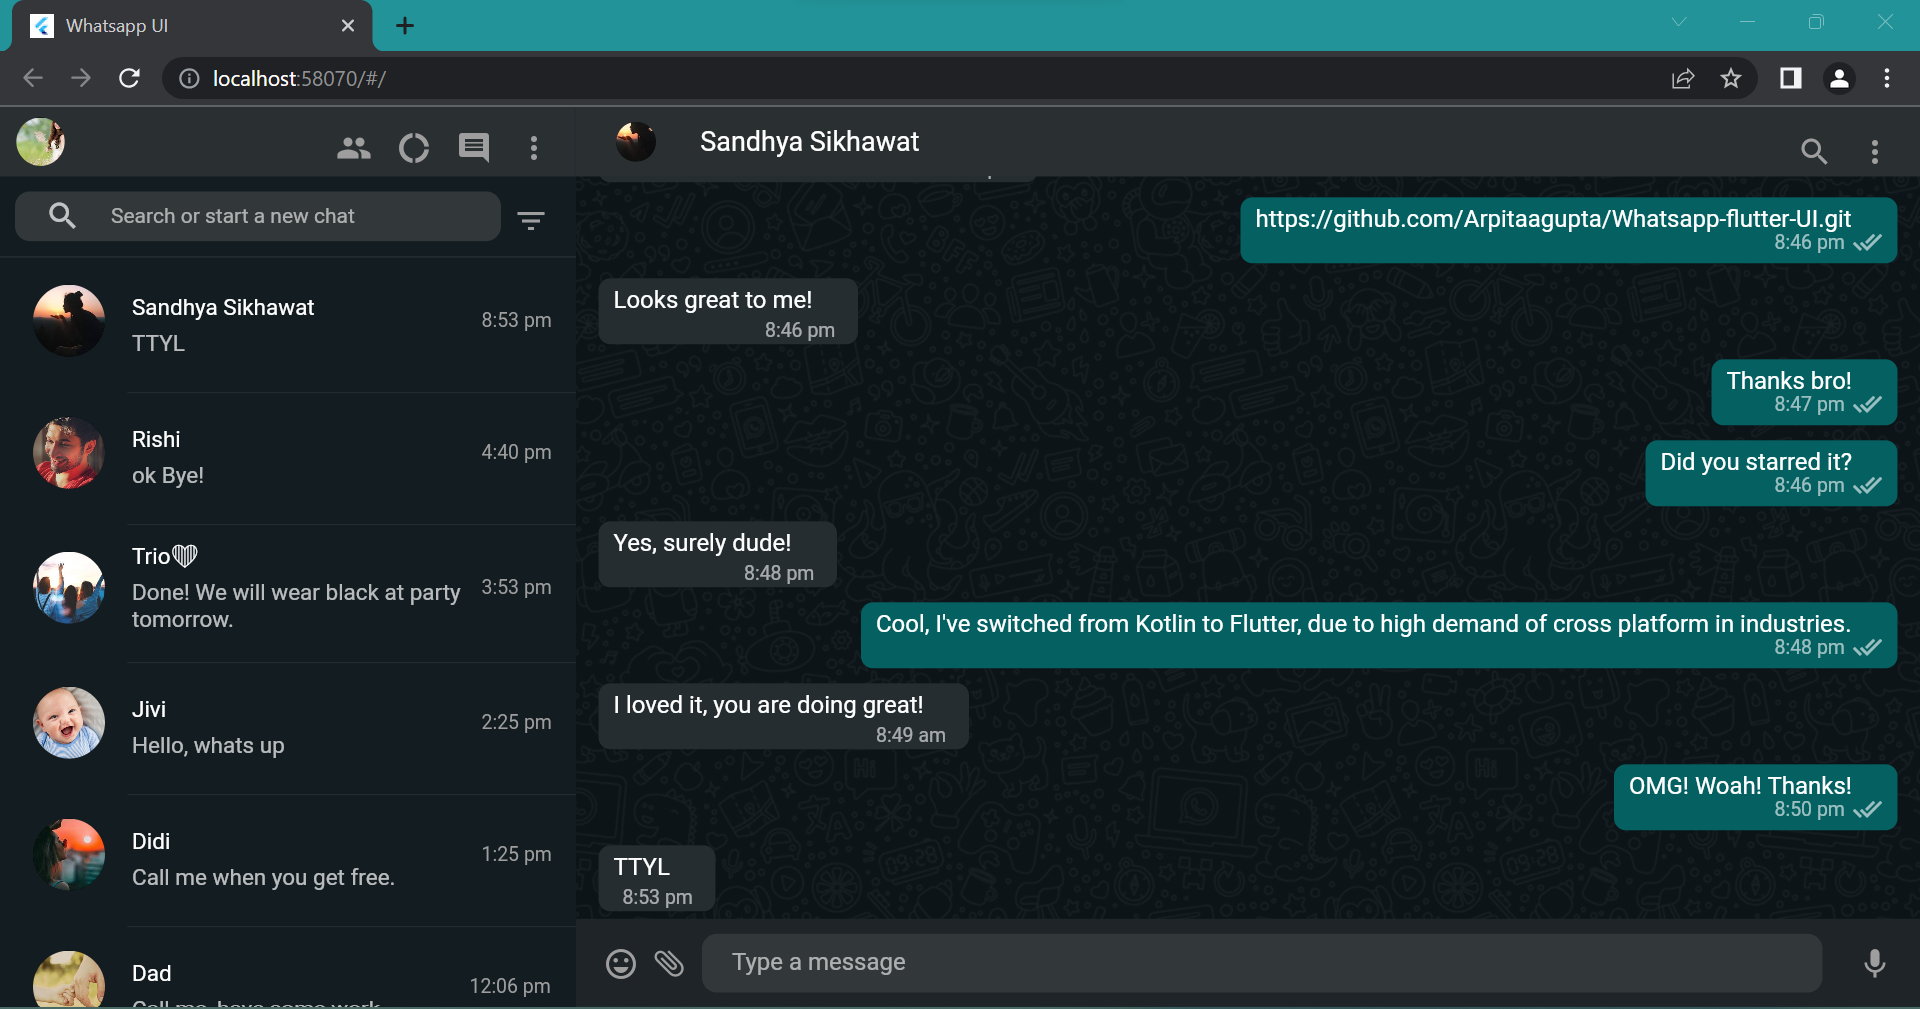 Whatsapp UI
localhost:58070/#/
Search or start a new chat
Sandhya Sikhawat
8:53 pm
TTYL
Rishi
4:40 pm
ok Bye!
Trio🤍
Done! We will wear black at party
3:53 pm
tomorrow.
Jivi
2:25 pm
Hello, whats up
Didi
1:25 pm
Call me when you get free.
Dad
12:06 pm
Call me, have some work
Sandhya Sikhawat
https://github.com/Arpitaagupta/Whatsapp-flutter-UI.git
8:46 pm
Looks great to me!
8:46 pm
Thanks bro!
8:47 pm
Did you starred it?
8:46 pm
Yes, surely dude!
8:48 pm
Cool, I've switched from Kotlin to Flutter, due to high demand of cross platform in industries.
8:48 pm
I loved it, you are doing great!
8:49 am
OMG! Woah! Thanks!
8:50 pm
TTYL
8:53 pm
Type a message